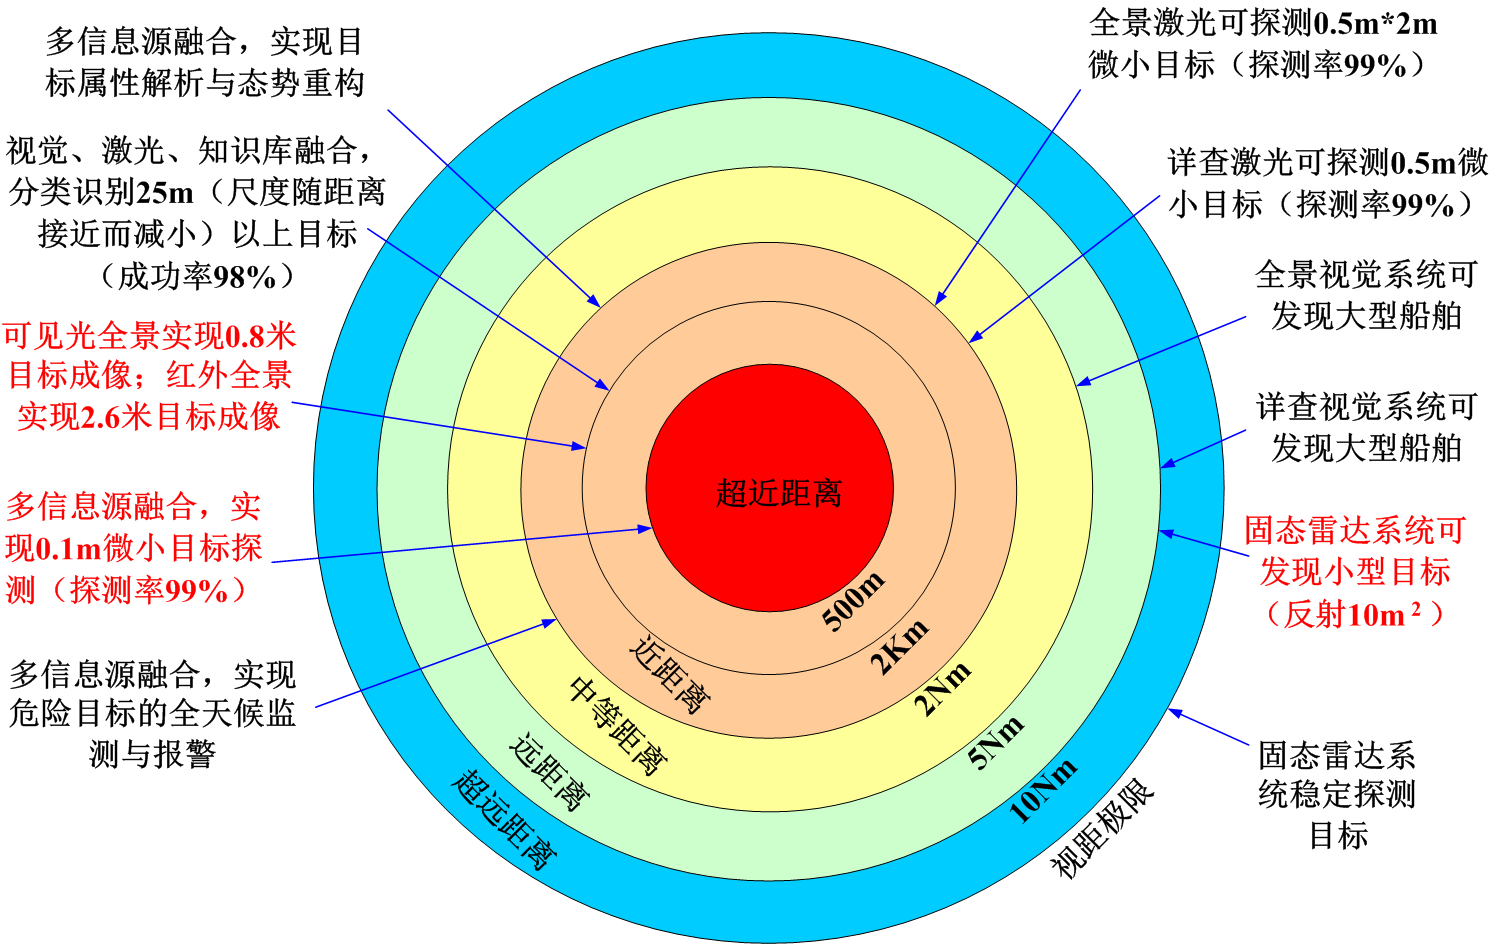 多信息源融合，实现目
标属性解析与态势重构
视觉、激光、知识库融合，
分类识别25m（尺度随距离
接近而减小）以上目标
（成功率98%）
可见光全景实现0.8米
目标成像；红外全景
实现2.6米目标成像
多信息源融合，实
现0.1m微小目标探
测（探测率99%）
多信息源融合，实现
危险目标的全天候监
测与报警
全景激光可探测0.5m*2m
微小目标（探测率99%）
详查激光可探测0.5m微
小目标（探测率99%）
全景视觉系统可
发现大型船舶
详查视觉系统可
发现大型船舶
固态雷达系统可
发现小型目标
（反射10m²）
固态雷达系
统稳定探测
目标
超近距离
近距离
中等距离
远距离
超远距离
500m
2Km
2Nm
5Nm
10Nm
视距极限